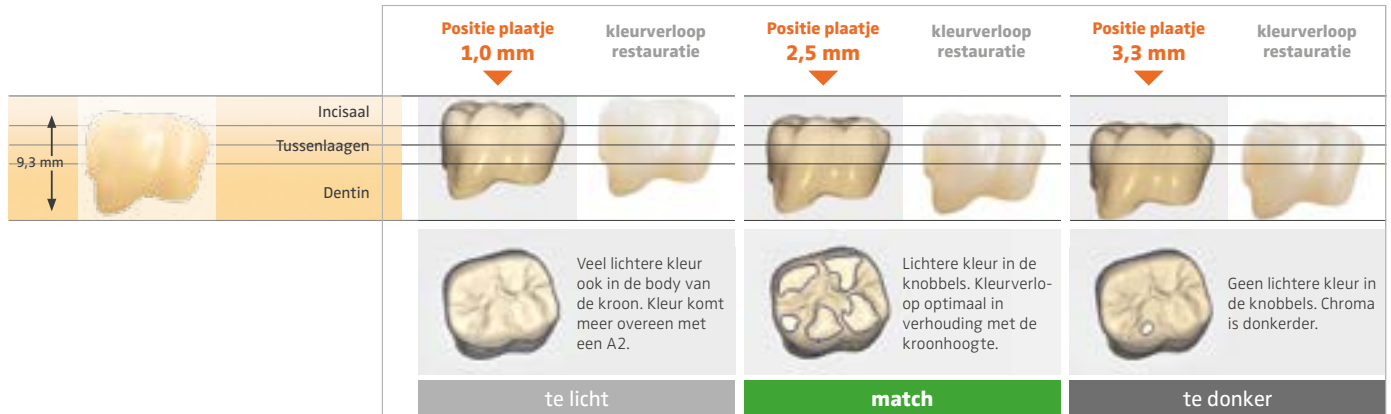 Positie plaatje
1,0 mm
kleurverloop
restauratie
Positie plaatje
2,5 mm
kleurverloop
restauratie
Positie plaatje
3,3 mm
kleurverloop
restauratie
9,3 mm
Incisaal
Tussenlaagen
Dentin
Veel lichtere kleur
ook in de body van
de kroon. Kleur komt
meer overeen met
een A2.
Lichtere kleur in de
knobbels. Kleurverlo-
op optimaal in
verhouding met de
kroonhoogte.
Geen lichtere kleur in
de knobbels. Chroma
is donkerder.
te licht
match
te donker